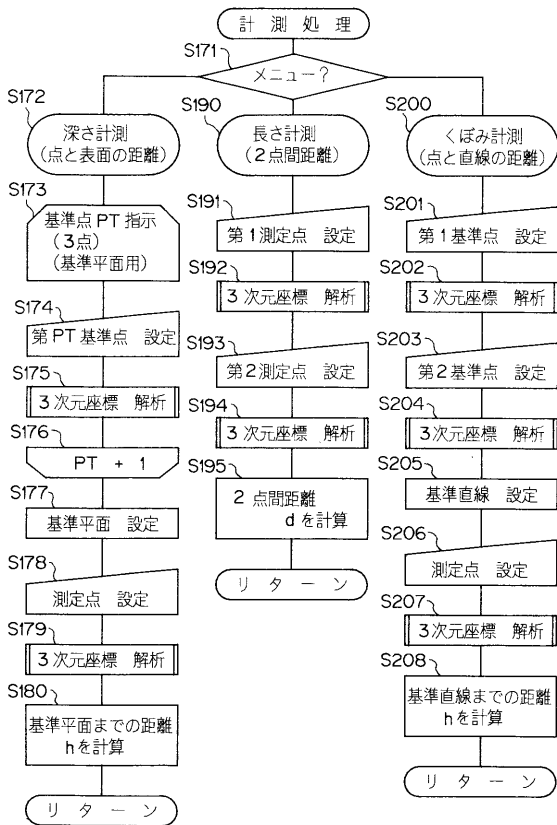 計 測 処 理
S171
メニュー?
S172
深さ計測
(点と表面の距離)
S173
基準点 PT 指示
(3点)
(基準平面用)
S174
第PT基準点 設定
S175
3次元座標 解析
S176
PT + 1
S177
基準平面 設定
S178
測定点 設定
S179
3次元座標 解析
S180
基準平面までの距離
hを計算
リ タ ー ン
S190
長さ計測
(2点間距離)
S191
第1測定点 設定
S192
3次元座標 解析
S193
第2測定点 設定
S194
3次元座標 解析
S195
2 点間距離
dを計算
リ タ ー ン
S200
くぼみ計測
(点と直線の距離)
S201
第1基準点 設定
S202
3次元座標 解析
S203
第2基準点 設定
S204
3次元座標 解析
S205
基準直線 設定
S206
測定点 設定
S207
3次元座標 解析
S208
基準直線までの距離
hを計算
リ タ ー ン